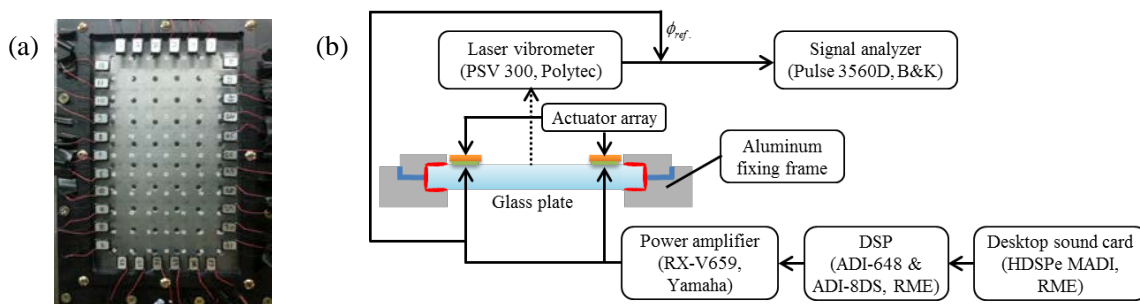 (a)
(b)
ϕref.
Laser vibrometer
(PSV 300, Polytec)
Signal analyzer
(Pulse 3560D, B&K)
Actuator array
Aluminum
fixing frame
Glass plate
Power amplifier
(RX-V659,
Yamaha)
DSP
(ADI-648 &
ADI-8DS, RME)
Desktop sound card
(HDSPe MADI,
RME)